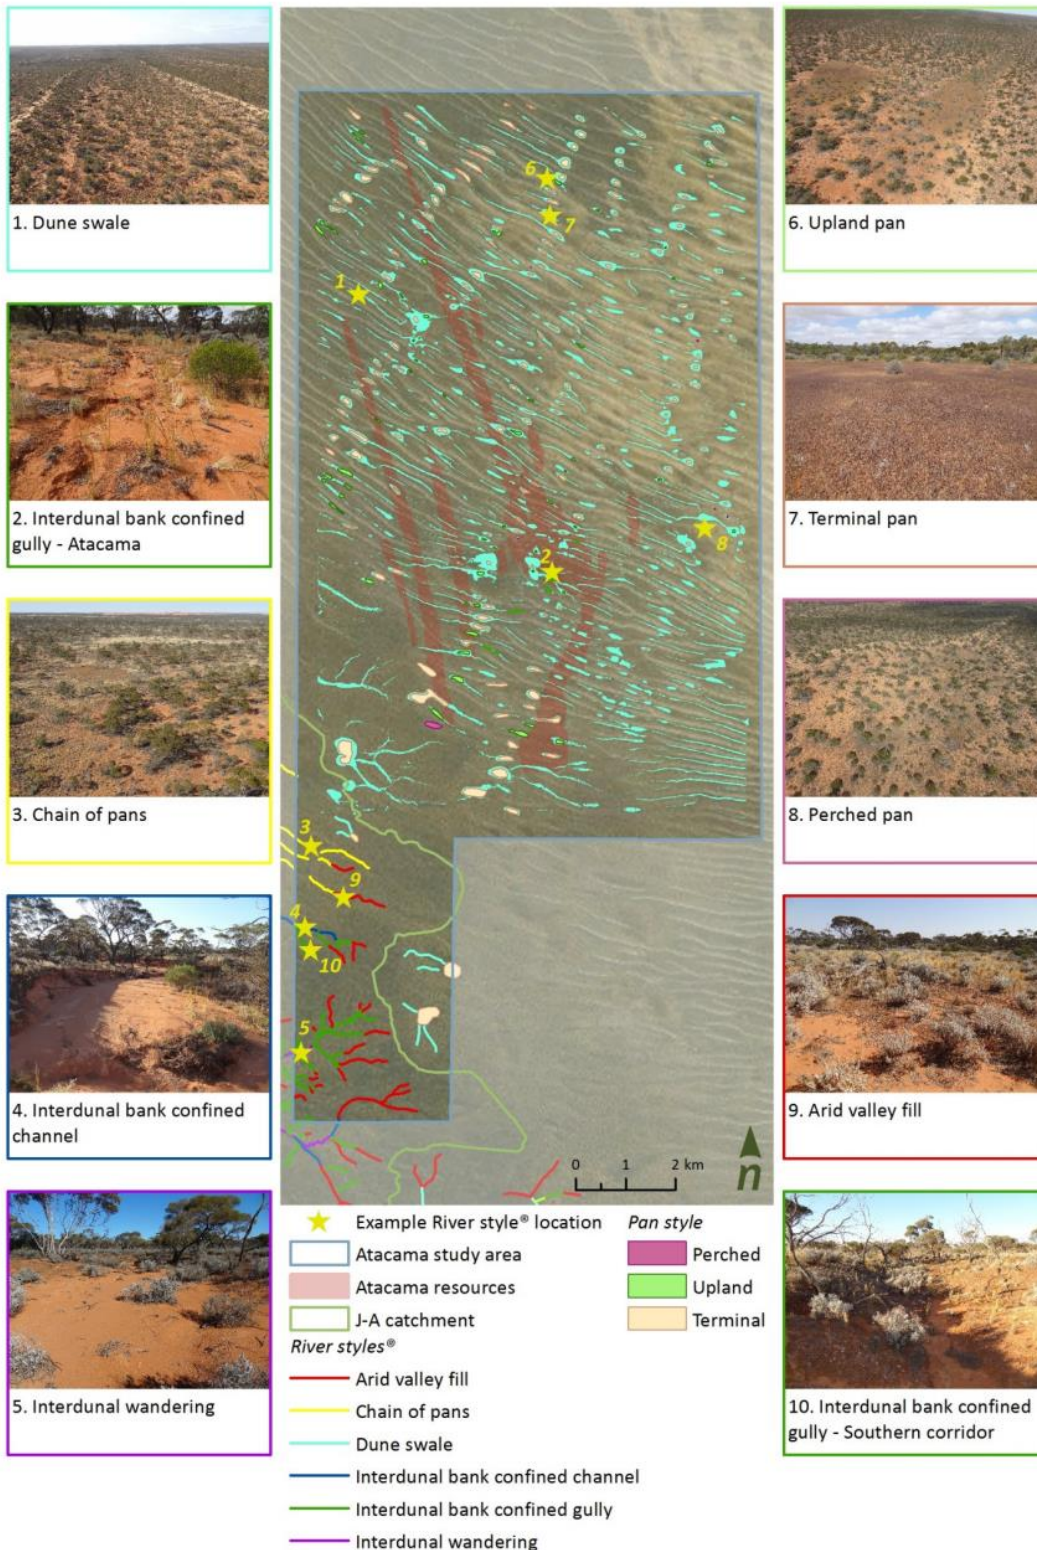 1. Dune swale
2. Interdunal bank confined
gully - Atacama
3. Chain of pans
4. Interdunal bank confined
channel
5. Interdunal wandering
6
7
1
2
8
3
9
4
10
5
0 1 2 km
n
Example River style® location
Atacama study area
Atacama resources
J-A catchment
River styles®
Arid valley fill
Chain of pans
Dune swale
Interdunal bank confined channel
Interdunal bank confined gully
Interdunal wandering
Pan style
Perched
Upland
Terminal
6. Upland pan
7. Terminal pan
8. Perched pan
9. Arid valley fill
10. Interdunal bank confined
gully - Southern corridor